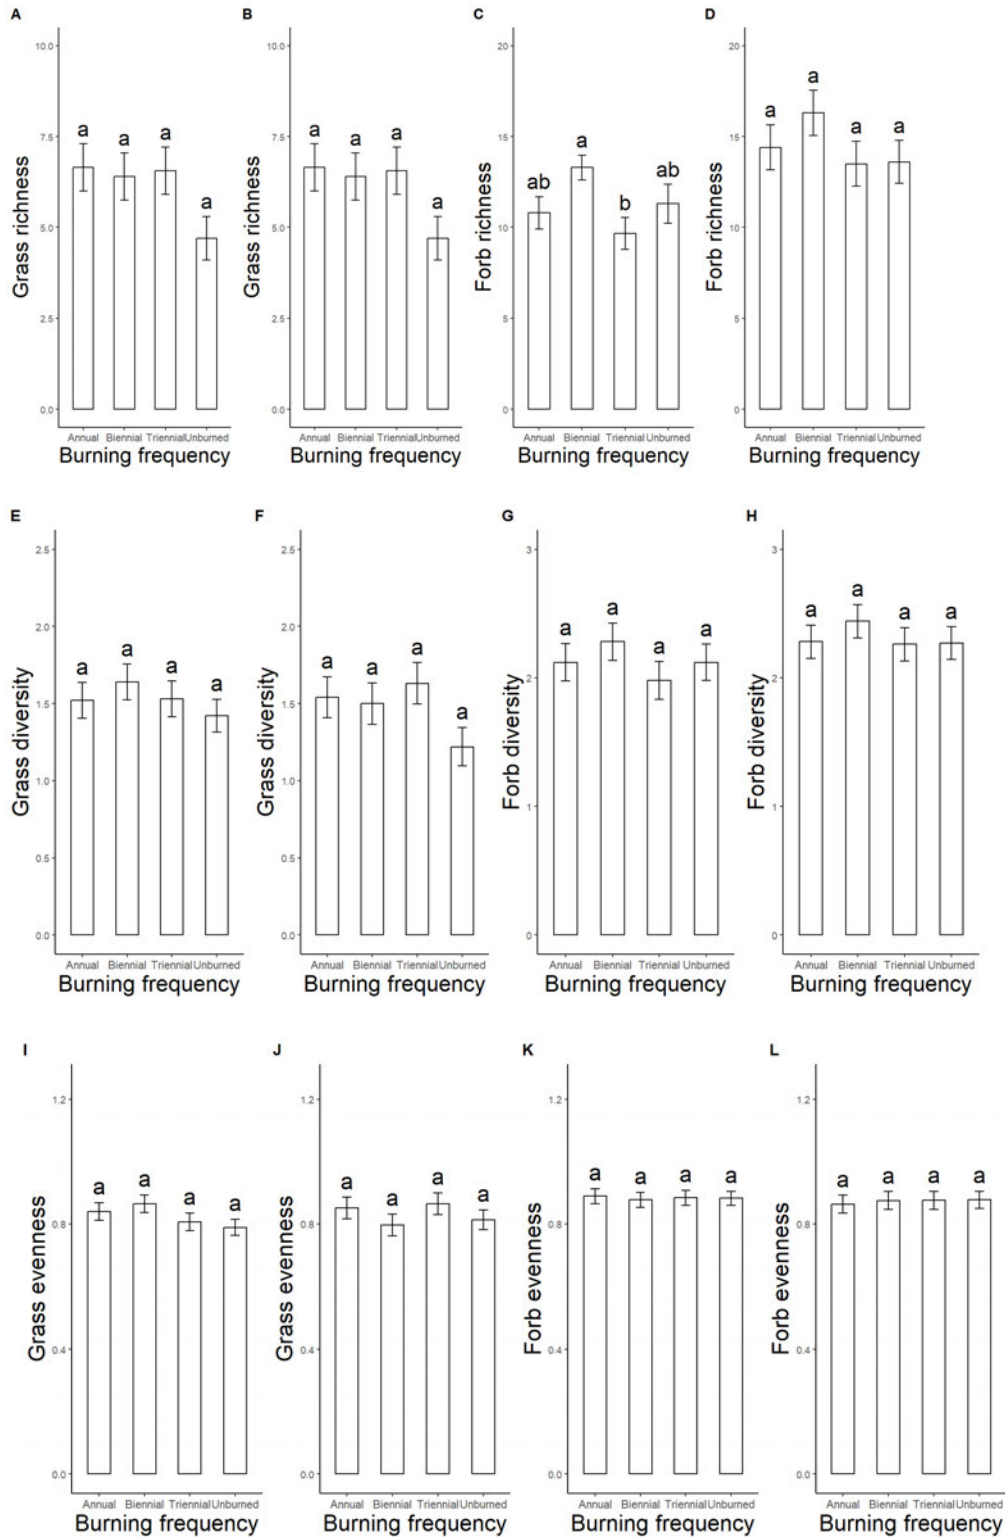 A B C D
10.0 10.0 20 20
a a a a a a a a ab a b ab a a a a
7.5 7.5 15 15
5.0 5.0 10 10
2.5 2.5 5 5
0.0 0.0 0 0
Grass richness Grass richness Forb richness Forb richness
Annual Biennial Triennial Unburned Annual Biennial Triennial Unburned Annual Biennial Triennial Unburned Annual Biennial Triennial Unburned
Burning frequency Burning frequency Burning frequency Burning frequency
E F G H
2.5 2.5 3 3
2.0 2.0
a a a a a a a a a a a a a a a a
1.5 1.5 2 2
1.0 1.0 1 1
0.5 0.5
0.0 0.0 0 0
Grass diversity Grass diversity Forb diversity Forb diversity
Annual Biennial Triennial Unburned Annual Biennial Triennial Unburned Annual Biennial Triennial Unburned Annual Biennial Triennial Unburned
Burning frequency Burning frequency Burning frequency Burning frequency
I J K L
1.2 1.2 1.2 1.2
a a a a a a a a a a a a a a a a
0.8 0.8 0.8 0.8
0.4 0.4 0.4 0.4
0.0 0.0 0.0 0.0
Grass evenness Grass evenness Forb evenness Forb evenness
Annual Biennial Triennial Unburned Annual Biennial Triennial Unburned Annual Biennial Triennial Unburned Annual Biennial Triennial Unburned
Burning frequency Burning frequency Burning frequency Burning frequency